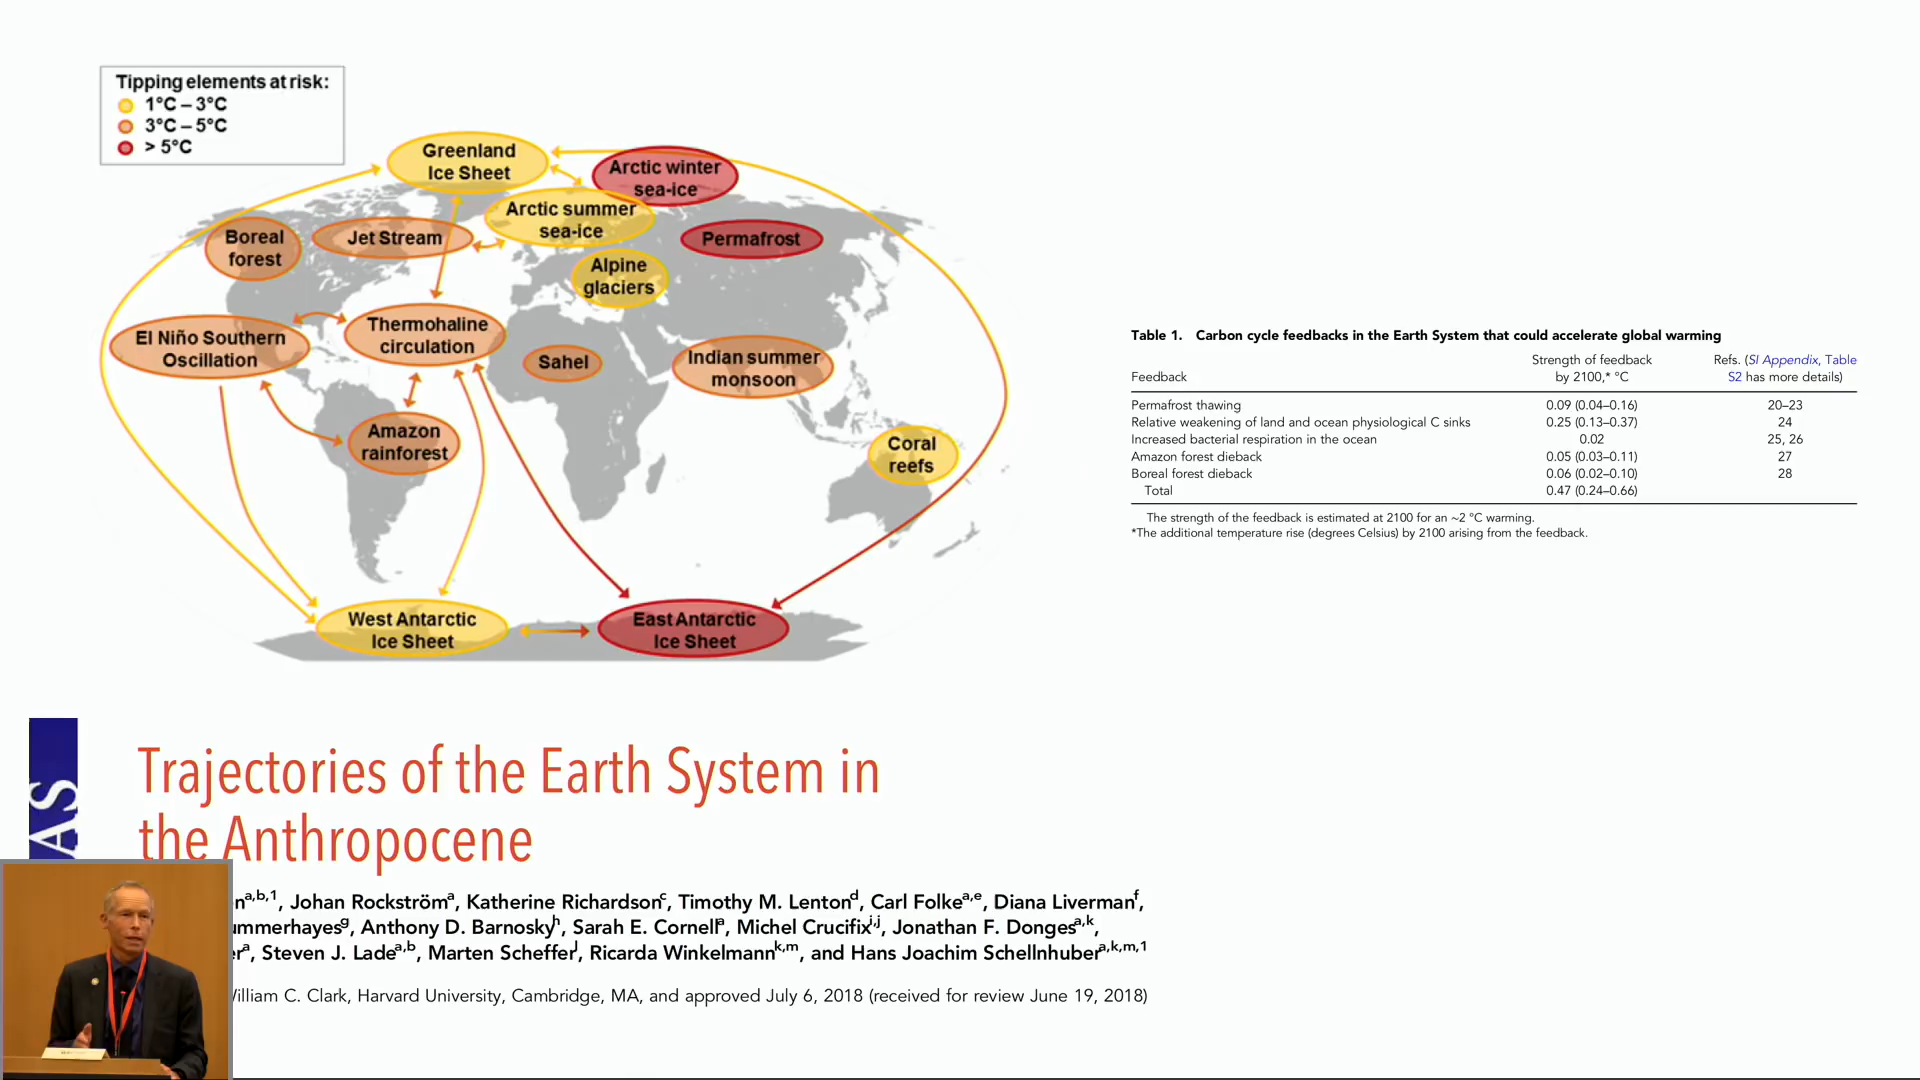 Tipping elements at risk:
1°C – 3°C
3°C – 5°C
> 5°C
Greenland
Ice Sheet
Arctic winter
sea-ice
Arctic summer
sea-ice
Boreal
forest
Jet Stream
Permafrost
Alpine
glaciers
El Niño Southern
Oscillation
Thermohaline
circulation
Sahel
Indian summer
monsoon
Amazon
rainforest
Coral
reefs
West Antarctic
Ice Sheet
East Antarctic
Ice Sheet
Table 1. Carbon cycle feedbacks in the Earth System that could accelerate global warming
Feedback
Strength of feedback
by 2100,* °C
Refs. (SI Appendix, Table
S2 has more details)
Permafrost thawing 0.09 (0.04–0.16) 20–23
Relative weakening of land and ocean physiological C sinks 0.25 (0.13–0.37) 24
Increased bacterial respiration in the ocean 0.02 25, 26
Amazon forest dieback 0.05 (0.03–0.11) 27
Boreal forest dieback 0.06 (0.02–0.10) 28
Total 0.47 (0.24–0.66)
The strength of the feedback is estimated at 2100 for an ~2 °C warming.
*The additional temperature rise (degrees Celsius) by 2100 arising from the feedback.
AS
Trajectories of the Earth System in
the Anthropocene
n a,b,1, Johan Rockström a, Katherine Richardson c, Timothy M. Lenton d, Carl Folke a,e, Diana Liverman f,
ummerhayes g, Anthony D. Barnosky h, Sarah E. Cornell a, Michel Crucifix i,j, Jonathan F. Donges a,k,
er a, Steven J. Lade a,b, Marten Scheffer l, Ricarda Winkelmann k,m, and Hans Joachim Schellnhuber a,k,m,1
illiam C. Clark, Harvard University, Cambridge, MA, and approved July 6, 2018 (received for review June 19, 2018)